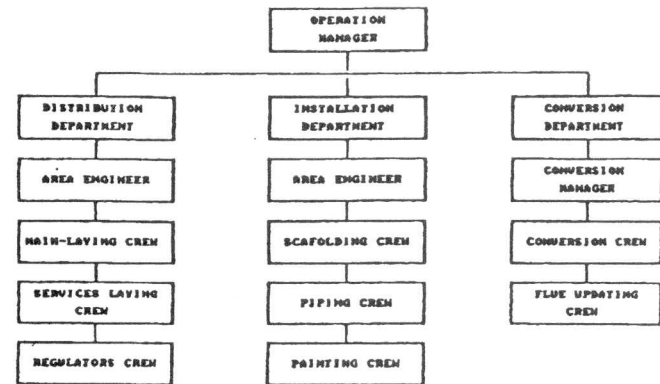 OPERATION
MANAGER
DISTRIBUTION
DEPARTMENT
INSTALLATION
DEPARTMENT
CONVERSION
DEPARTMENT
AREA ENGINEER
AREA ENGINEER
CONVERSION
MANAGER
MAIN-LAYING CREW
SCAFOLDING CREW
CONVERSION CREW
SERVICES LAYING
CREW
PIPING CREW
FLUE UPDATING
CREW
REGULATORS CREW
PAINTING CREW